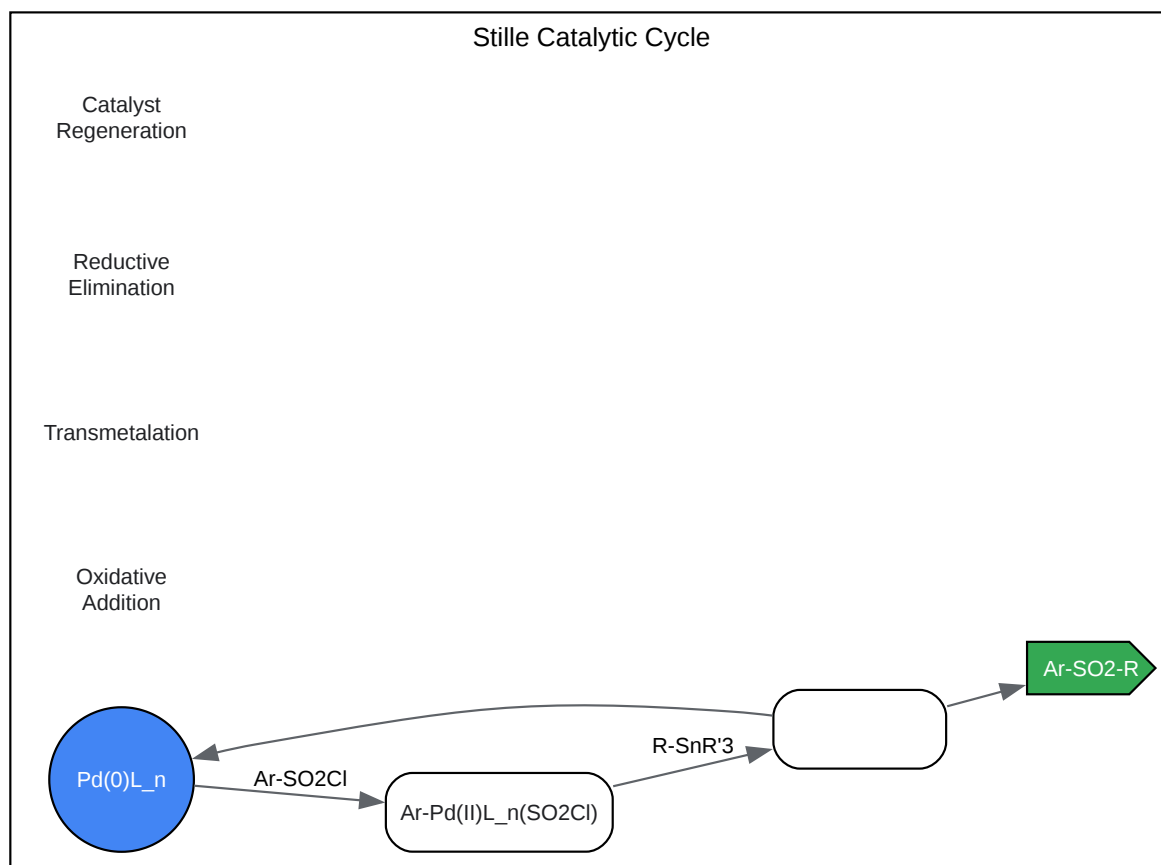 Stille Catalytic Cycle
Catalyst
Regeneration
Reductive
Elimination
Transmetalation
Oxidative
Addition
Ar-SO2-R
R-SnR'3
Pd(0)L_n
Ar-SO2Cl
Ar-Pd(II)L_n(SO2Cl)